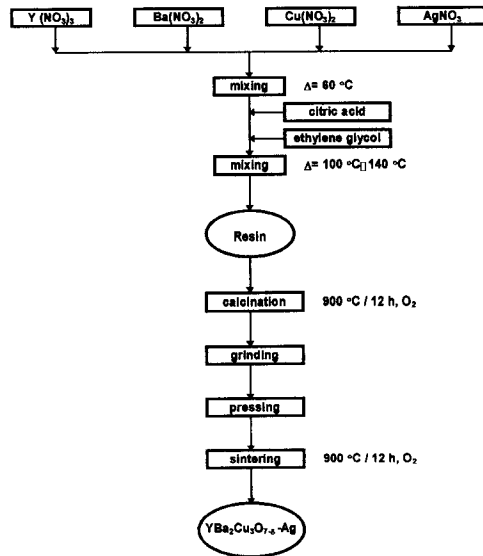 Y (NO₃)₃ Ba(NO₃)₂ Cu(NO₃)₂ AgNO₃
mixing Δ= 60 °C
citric acid
ethylene glycol
mixing Δ= 100 °C▯140 °C
Resin
calcination 900 °C / 12 h, O₂
grinding
pressing
sintering 900 °C / 12 h, O₂
YBa₂Cu₃O₇₋δ -Ag